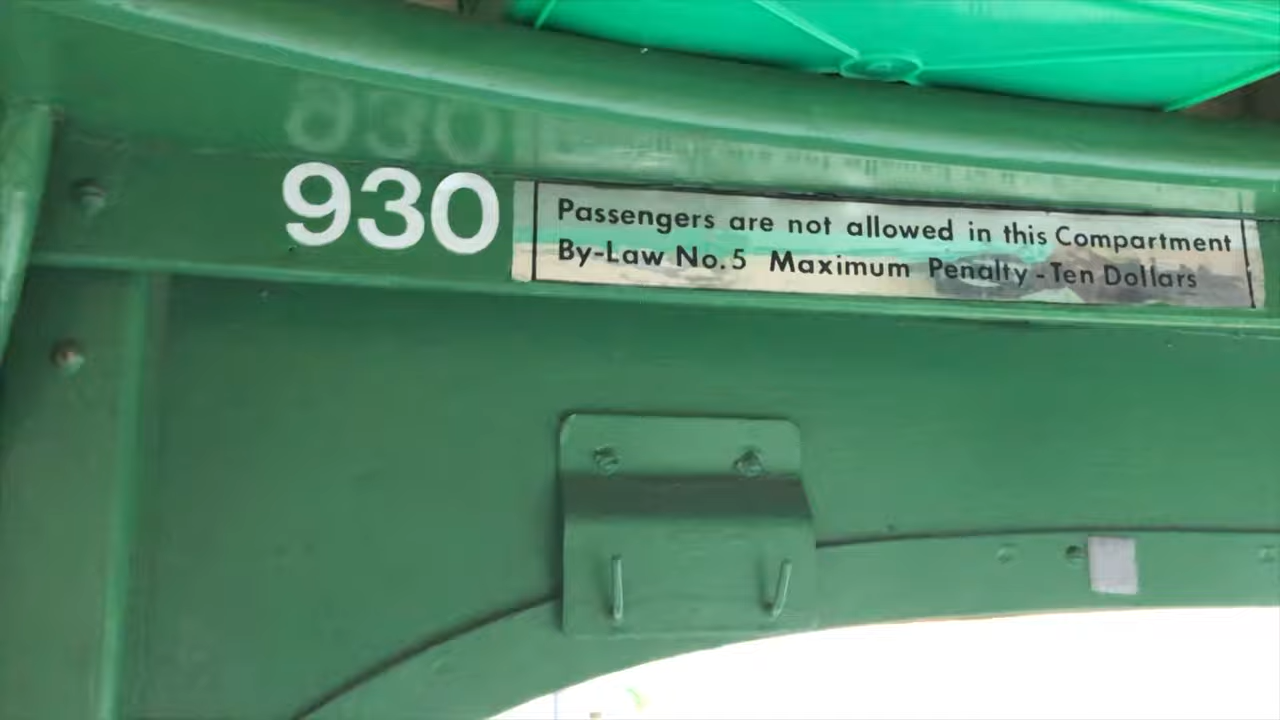 930
Passengers are not allowed in this Compartment
By-Law No. 5 Maximum Penalty - Ten Dollars